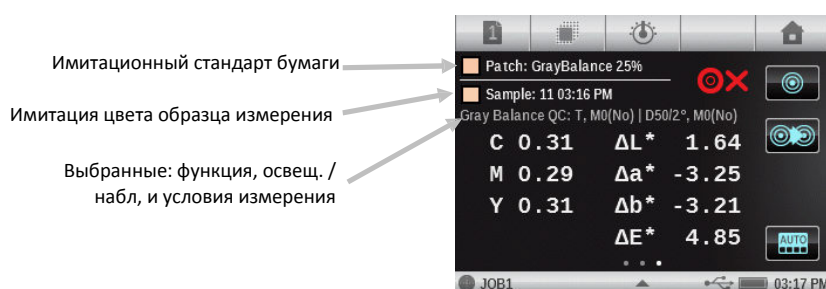 1
Имитационный стандарт бумаги
Patch: GrayBalance 25%
Имитация цвета образца измерения
Sample: 11 03:16 PM
Gray Balance QC: T, M0(No) | D50/2°, M0(No)
Выбранные: функция, освещ. /
набл, и условия измерения
C 0.31 ΔL* 1.64
M 0.29 Δa* -3.25
Y 0.31 Δb* -3.21
ΔE* 4.85
AUTO
JOB1 03:17 PM